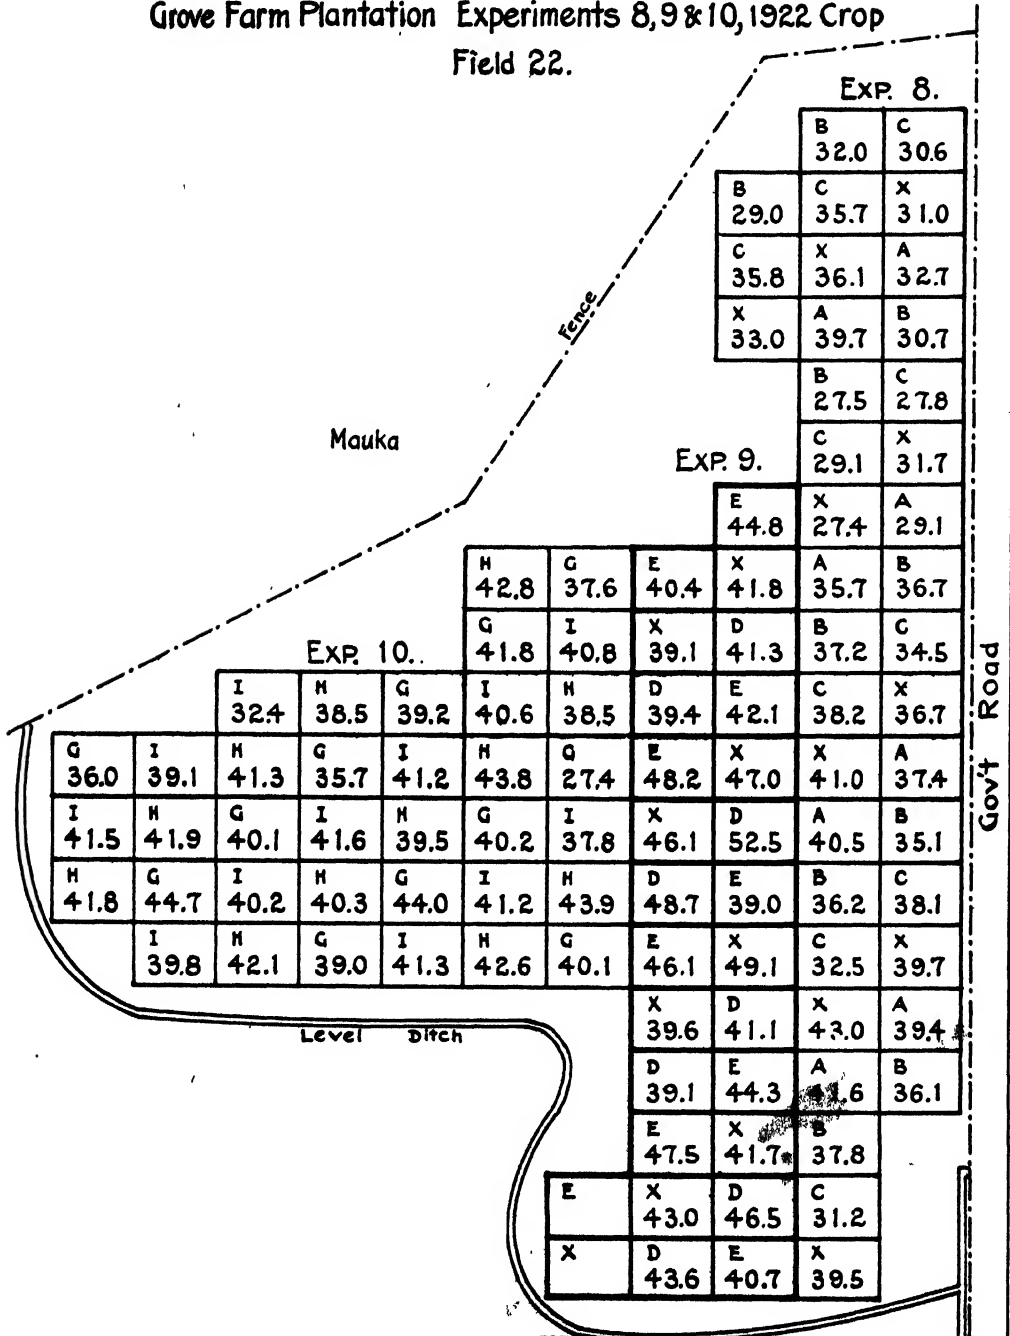 Grove Farm Plantation Experiments 8, 9 & 10, 1922 Crop
Field 22.
Exp. 8.
B C
32.0 30.6
B C X
29.0 35.7 31.0
C X A
35.8 36.1 32.7
X A B
33.0 39.7 30.7
Fence
B C
27.5 27.8
Mauka
C X
29.1 31.7
Exp. 9.
E X A
44.8 27.4 29.1
H G E X A B
42.8 37.6 40.4 41.8 35.7 36.7
G I X D B C
41.8 40.8 39.1 41.3 37.2 34.5
Exp. 10..
I H G I H D E C X
32.4 38.5 39.2 40.6 38.5 39.4 42.1 38.2 36.7
Gov't Road
G I H G I H G E X X A
36.0 39.1 41.3 35.7 41.2 43.8 27.4 48.2 47.0 41.0 37.4
I H G I H G I X D A B
41.5 41.9 40.1 41.6 39.5 40.2 37.8 46.1 52.5 40.5 35.1
H G I H G I H D E B C
41.8 44.7 40.2 40.3 44.0 41.2 43.9 48.7 39.0 36.2 38.1
I H G I H G E X C X
39.8 42.1 39.0 41.3 42.6 40.1 46.1 49.1 32.5 39.7
X D X A
39.6 41.1 43.0 39.4
Level Ditch
D E A B
39.1 44.3 36.1
E X B
47.5 41.7 37.8
E X D C
43.0 46.5 31.2
X D E X
43.6 40.7 39.5